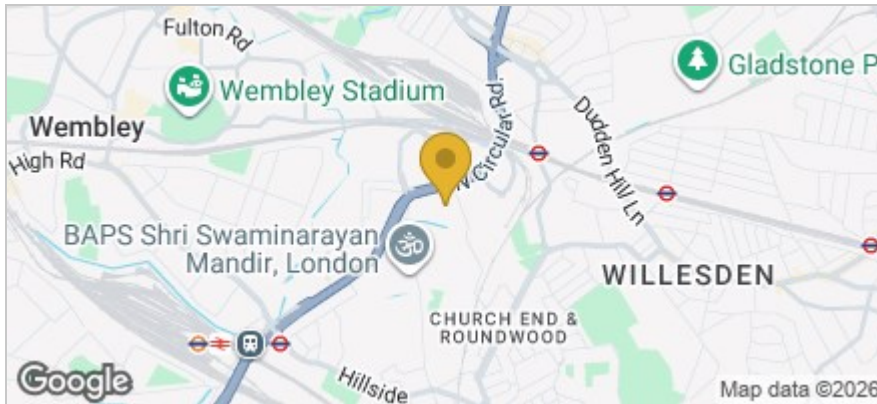 Fulton Rd
Wembley Stadium
Gladstone P
Wembley
High Rd
N Circular Rd.
Dudden Hill Ln
BAPS Shri Swaminarayan
Mandir, London
WILLESDEN
CHURCH END &
ROUNDWOOD
Hillside
Google
Map data ©2026